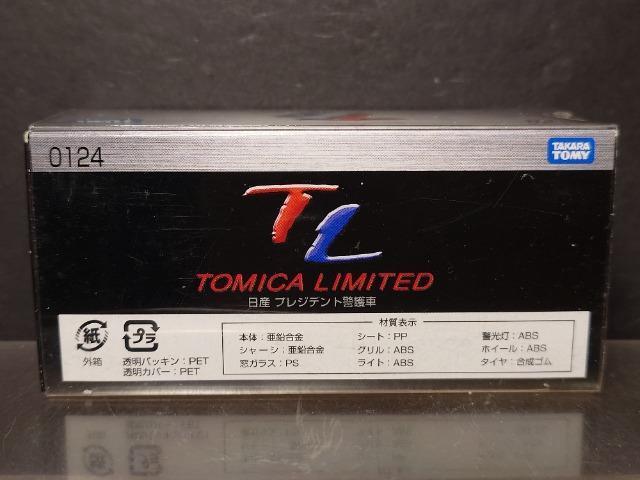 0124
TAKARA
TOMY
TL
TOMICA LIMITED
日産 プレジデント警護車
紙
外箱
プラ
透明パッキン:PET
透明カバー:PET
材質表示
本体:亜鉛合金
シャーシ:亜鉛合金
窓ガラス:PS
シート:PP
グリル:ABS
ライト:ABS
警光灯:ABS
ホイール:ABS
タイヤ:合成ゴム